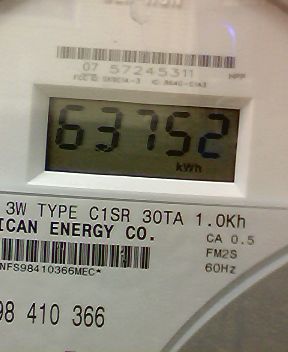 07 57245311
63752
kWh
3W TYPE C1SR 30TA 1.0Kh
ICAN ENERGY CO.
CA 0.5
FM2S
NFS98410366MEC*
60Hz
98 410 366